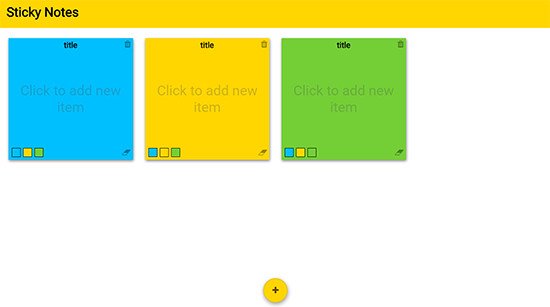 Sticky Notes
title
Click to add new
item
title
Click to add new
item
title
Click to add new
item
+